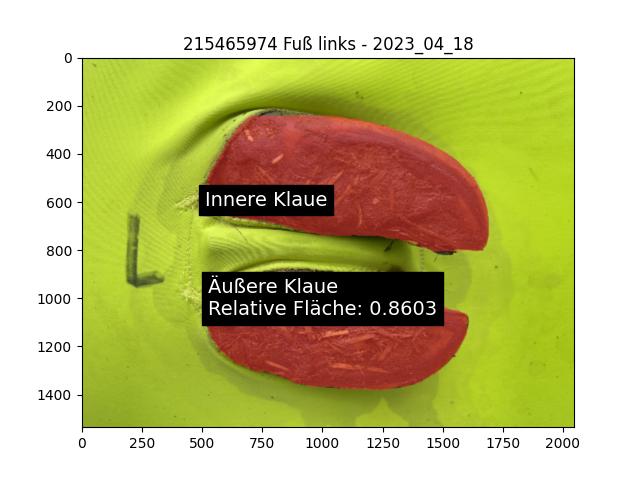 215465974 Fuß links - 2023_04_18
0
200
400
600
800
1000
1200
1400
L
Innere Klaue
Äußere Klaue
Relative Fläche: 0.8603
0 250 500 750 1000 1250 1500 1750 2000